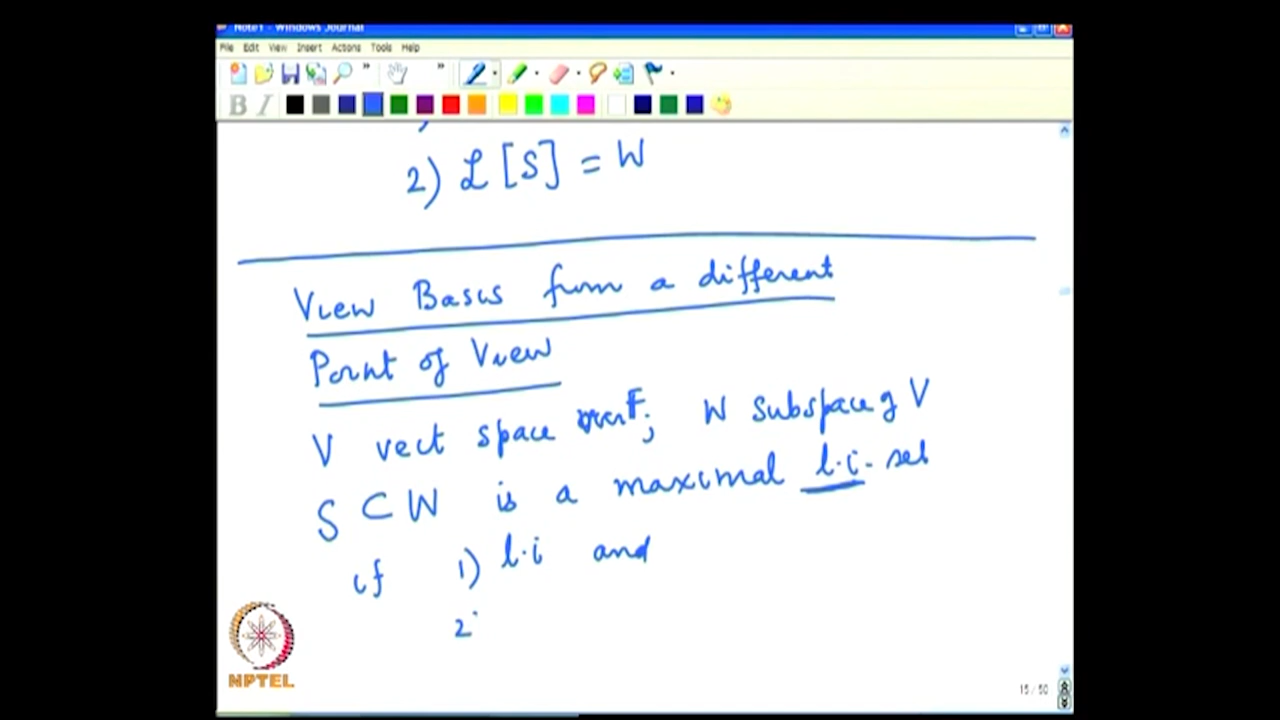 Note1 - Windows Journal
File Edit View Insert Actions Tools Help
B I
2) ℒ[S] = W
View Basis from a different
Point of View
V vect space over F; W subspace of V
S ⊂ W is a maximal l.i. set
if 1) l.i and
2)
NPTEL
15 / 50